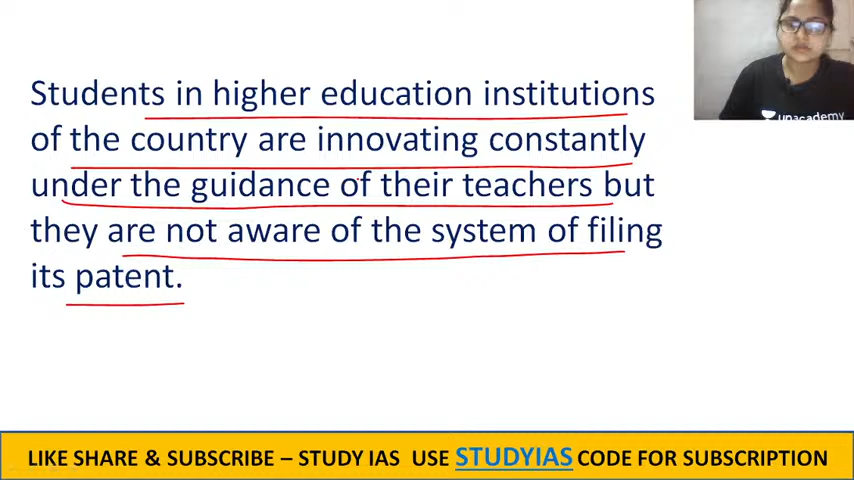 Students in higher education institutions
of the country are innovating constantly
under the guidance of their teachers but
they are not aware of the system of filing
its patent.
unacademy
LIKE SHARE & SUBSCRIBE – STUDY IAS USE STUDYIAS CODE FOR SUBSCRIPTION